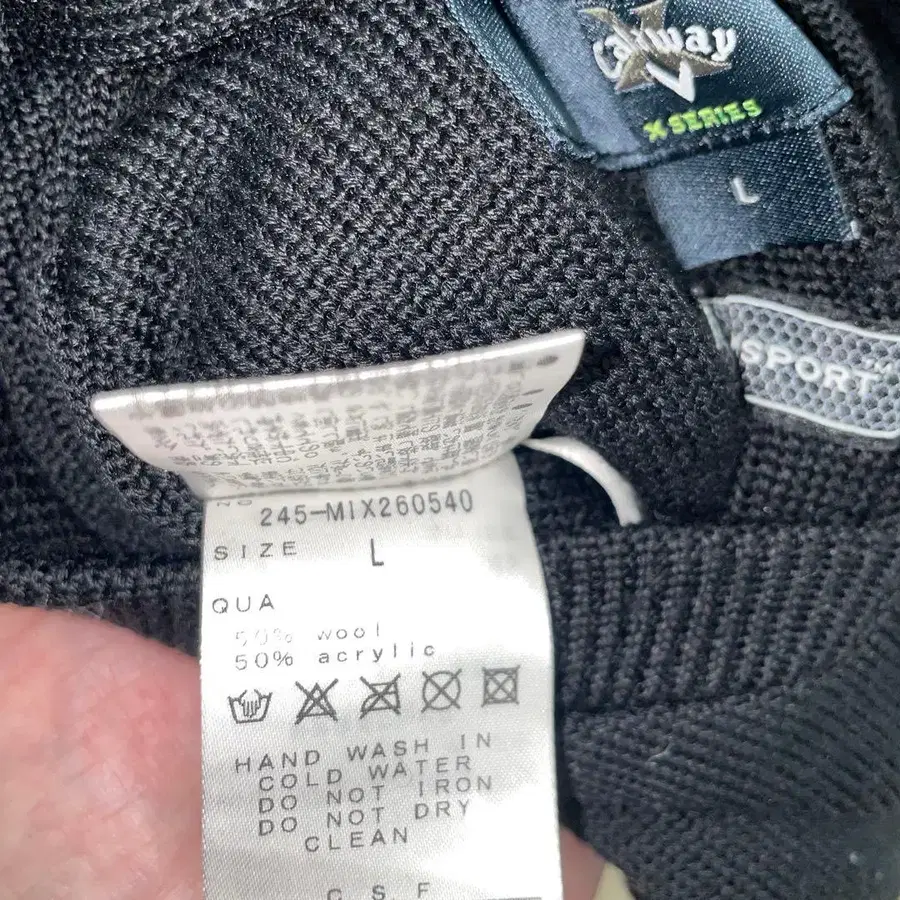 Callaway
X SERIES
L
SPORT
NO 245-MIX260540
SIZE L
QUA
50% wool
50% acrylic
HAND WASH IN
COLD WATER
DO NOT IRON
DO NOT DRY
CLEAN
C. S. F